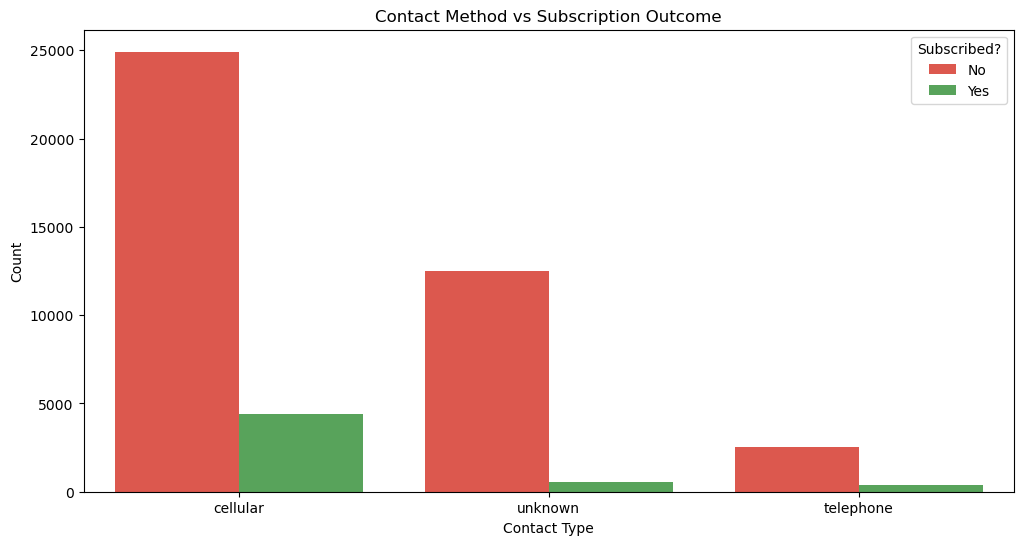 Contact Method vs Subscription Outcome
Subscribed?
No
Yes
Count
25000
20000
15000
10000
5000
0
cellular
unknown
telephone
Contact Type